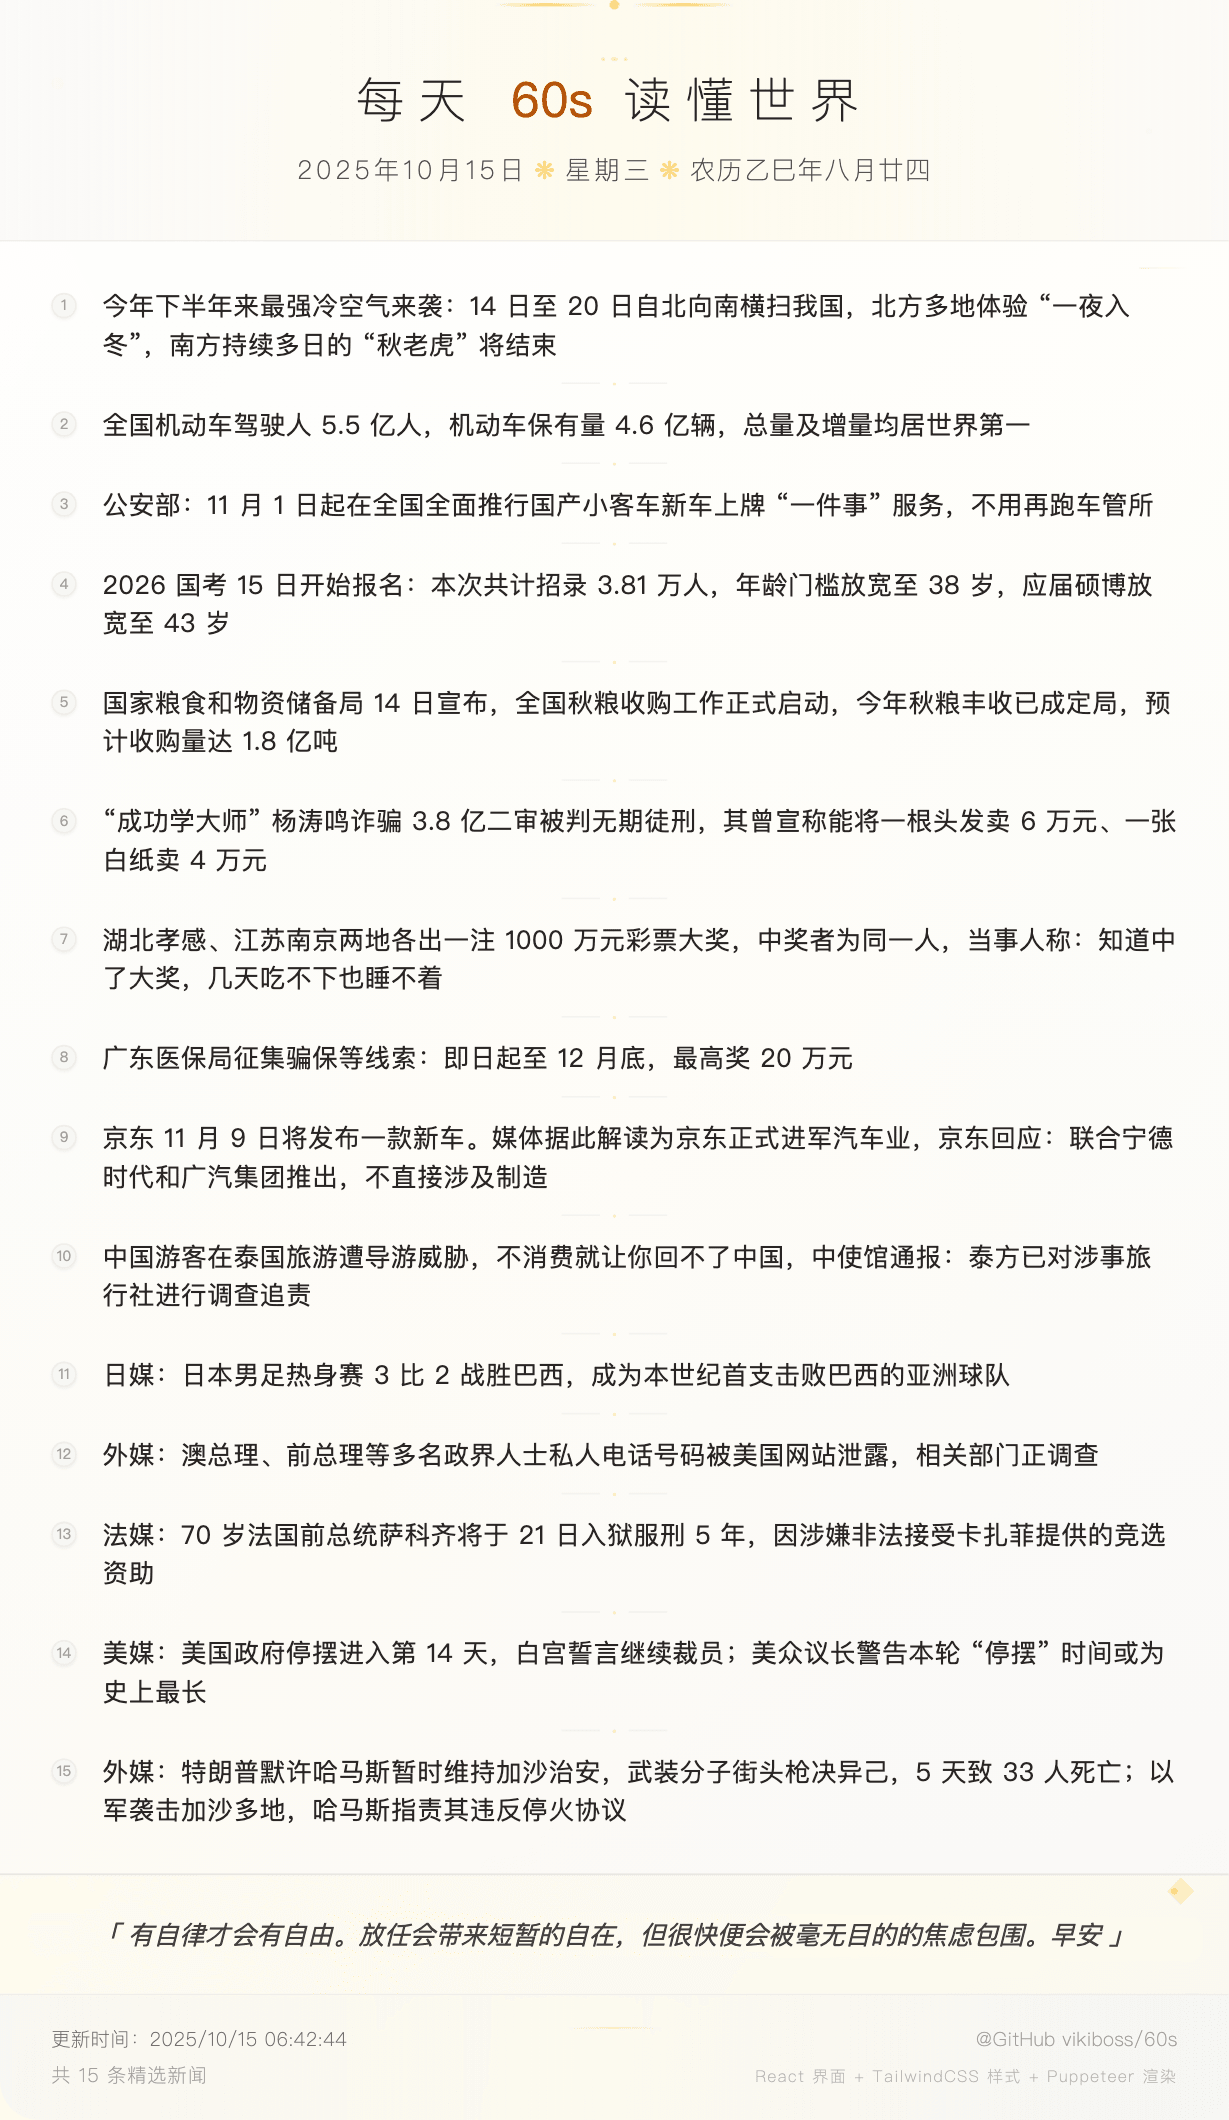 每天 60s 读懂世界
2025年10月15日 ❋ 星期三 ❋ 农历乙巳年八月廿四
1 今年下半年来最强冷空气来袭：14 日至 20 日自北向南横扫我国，北方多地体验 “一夜入
冬”，南方持续多日的 “秋老虎” 将结束
2 全国机动车驾驶人 5.5 亿人，机动车保有量 4.6 亿辆，总量及增量均居世界第一
3 公安部：11 月 1 日起在全国全面推行国产小客车新车上牌 “一件事” 服务，不用再跑车管所
4 2026 国考 15 日开始报名：本次共计招录 3.81 万人，年龄门槛放宽至 38 岁，应届硕博放
宽至 43 岁
5 国家粮食和物资储备局 14 日宣布，全国秋粮收购工作正式启动，今年秋粮丰收已成定局，预
计收购量达 1.8 亿吨
6 “成功学大师” 杨涛鸣诈骗 3.8 亿二审被判无期徒刑，其曾宣称能将一根头发卖 6 万元、一张
白纸卖 4 万元
7 湖北孝感、江苏南京两地各出一注 1000 万元彩票大奖，中奖者为同一人，当事人称：知道中
了大奖，几天吃不下也睡不着
8 广东医保局征集骗保等线索：即日起至 12 月底，最高奖 20 万元
9 京东 11 月 9 日将发布一款新车。媒体据此解读为京东正式进军汽车业，京东回应：联合宁德
时代和广汽集团推出，不直接涉及制造
10 中国游客在泰国旅游遭导游威胁，不消费就让你回不了中国，中使馆通报：泰方已对涉事旅
行社进行调查追责
11 日媒：日本男足热身赛 3 比 2 战胜巴西，成为本世纪首支击败巴西的亚洲球队
12 外媒：澳总理、前总理等多名政界人士私人电话号码被美国网站泄露，相关部门正调查
13 法媒：70 岁法国前总统萨科齐将于 21 日入狱服刑 5 年，因涉嫌非法接受卡扎菲提供的竞选
资助
14 美媒：美国政府停摆进入第 14 天，白宫誓言继续裁员；美众议长警告本轮 “停摆” 时间或为
史上最长
15 外媒：特朗普默许哈马斯暂时维持加沙治安，武装分子街头枪决异己，5 天致 33 人死亡；以
军袭击加沙多地，哈马斯指责其违反停火协议
「 有自律才会有自由。放任会带来短暂的自在，但很快便会被毫无目的的焦虑包围。早安 」
更新时间：2025/10/15 06:42:44
@GitHub vikiboss/60s
共 15 条精选新闻
React 界面 + TailwindCSS 样式 + Puppeteer 渲染